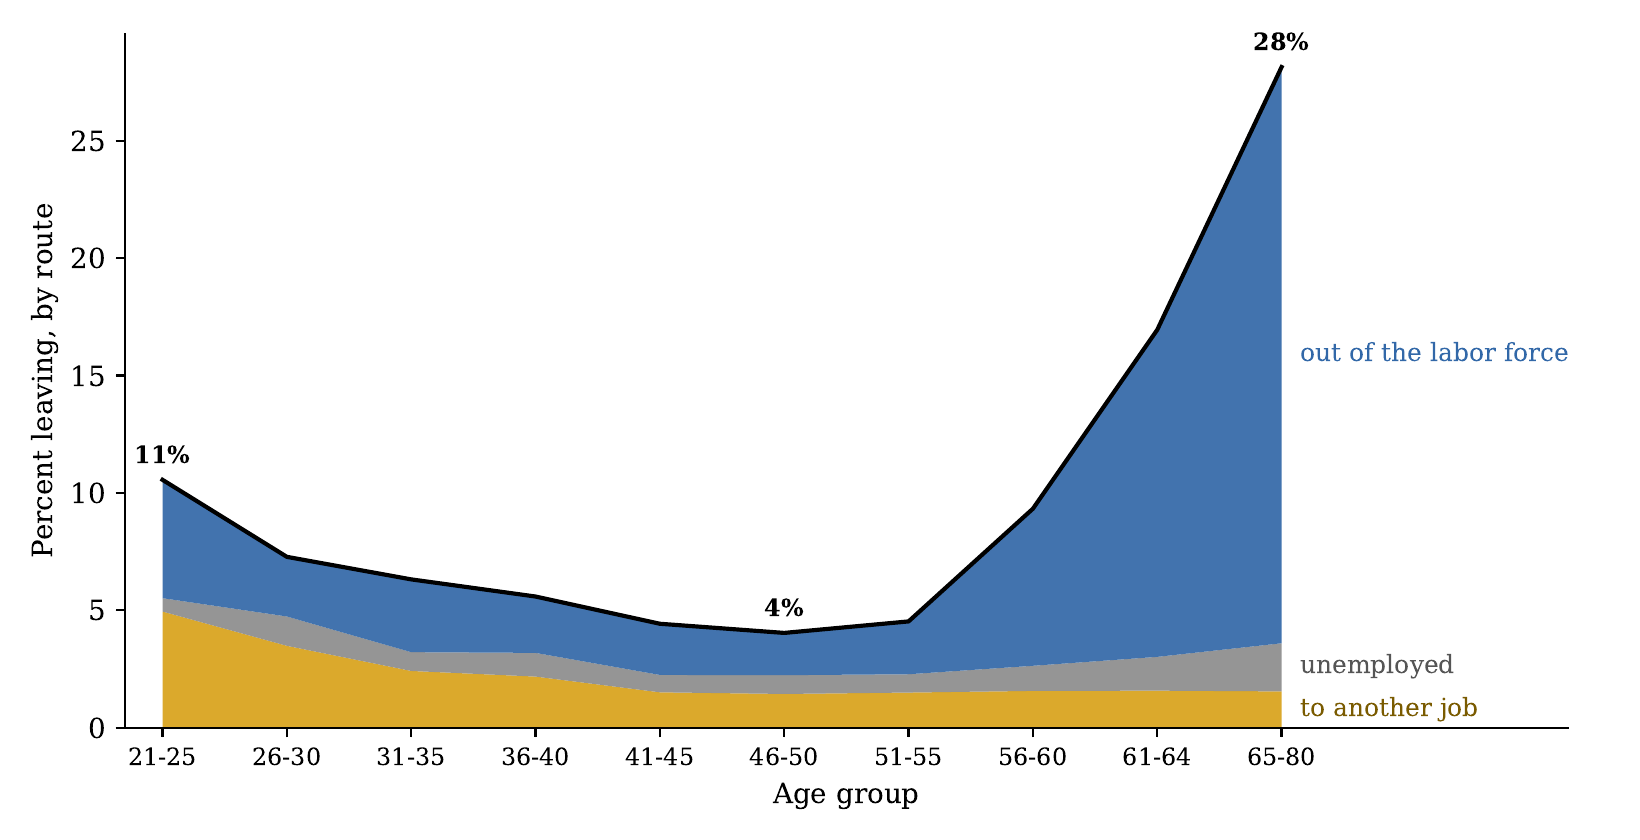 28%
25
20
15
10
5
0
Percent leaving, by route
11%
4%
out of the labor force
unemployed
to another job
21-25 26-30 31-35 36-40 41-45 46-50 51-55 56-60 61-64 65-80
Age group